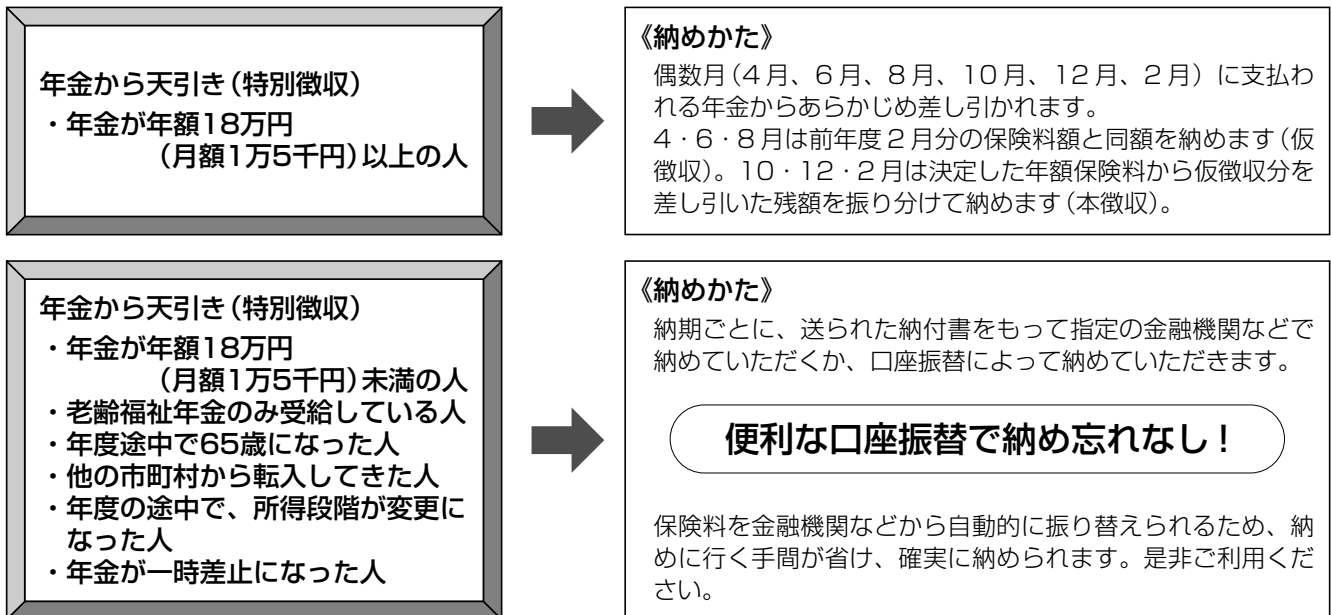 年金から天引き(特別徴収)
・年金が年額18万円
(月額1万5千円)以上の人
《納めかた》
偶数月(4月、6月、8月、10月、12月、2月)に支払わ
れる年金からあらかじめ差し引かれます。
4・6・8月は前年度2月分の保険料額と同額を納めます(仮
徴収)。10・12・2月は決定した年額保険料から仮徴収分を
差し引いた残額を振り分けて納めます(本徴収)。
年金から天引き(特別徴収)
・年金が年額18万円
(月額1万5千円)未満の人
・老齢福祉年金のみ受給している人
・年度途中で65歳になった人
・他の市町村から転入してきた人
・年度の途中で、所得段階が変更に
なった人
・年金が一時差止になった人
《納めかた》
納期ごとに、送られた納付書をもって指定の金融機関などで
納めていただくか、口座振替によって納めていただきます。
便利な口座振替で納め忘れなし!
保険料を金融機関などから自動的に振り替えられるため、納
めに行く手間が省け、確実に納められます。是非ご利用くだ
さい。